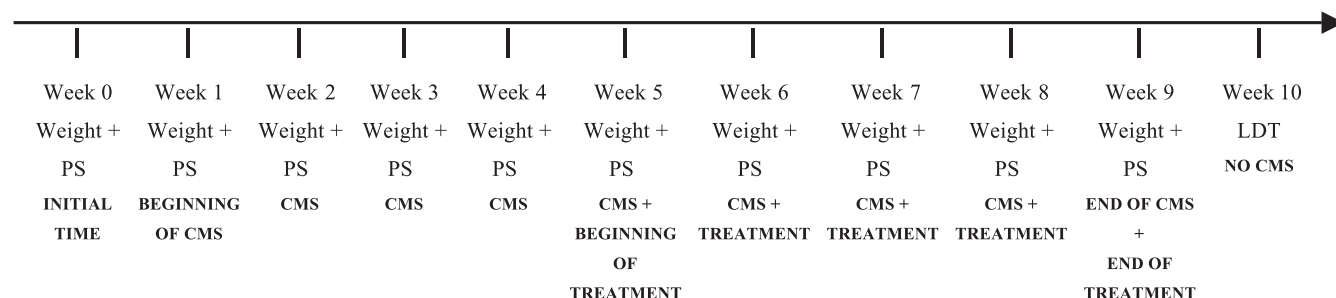 Week 0 Week 1 Week 2 Week 3 Week 4 Week 5 Week 6 Week 7 Week 8 Week 9 Week 10
Weight + Weight + Weight + Weight + Weight + Weight + Weight + Weight + Weight + Weight + LDT
PS PS PS PS PS PS PS PS PS PS NO CMS
INITIAL BEGINNING CMS CMS CMS CMS + CMS + CMS + CMS + END OF CMS
TIME OF CMS BEGINNING TREATMENT TREATMENT TREATMENT +
OF END OF
TREATMENT TREATMENT